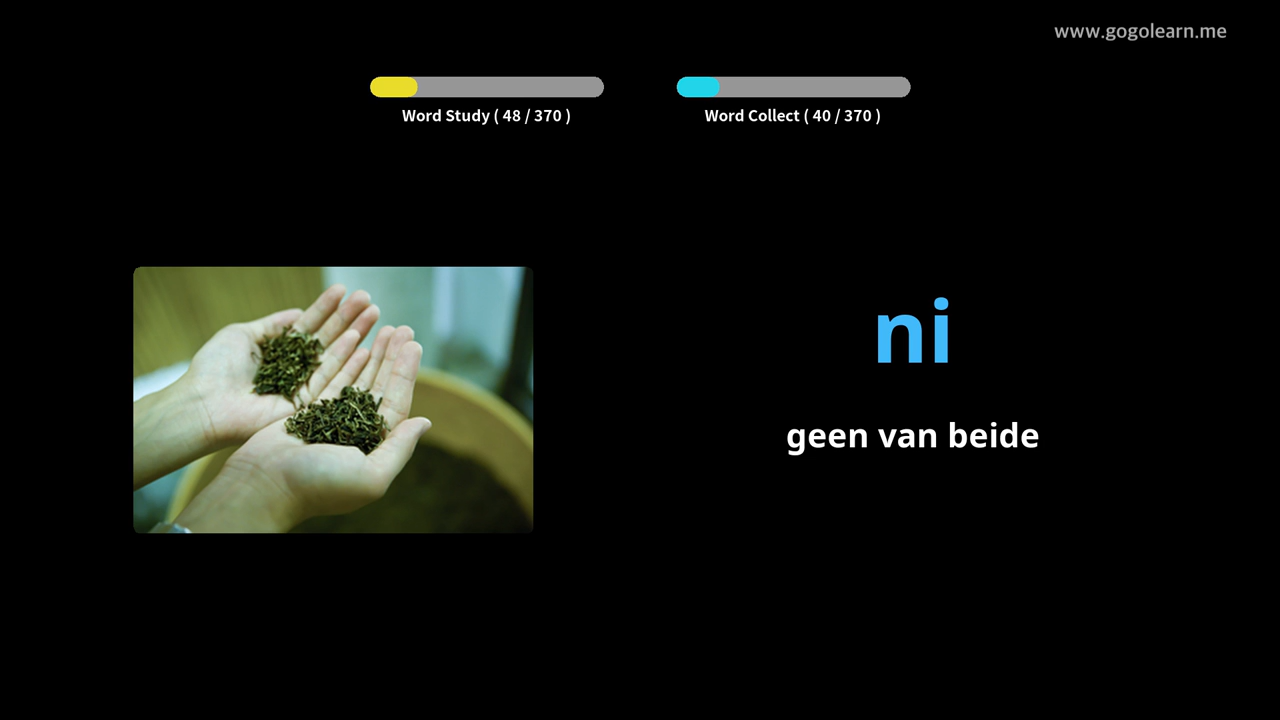 www.gogolearn.me
Word Study ( 48 / 370 )
Word Collect ( 40 / 370 )
ni
geen van beide